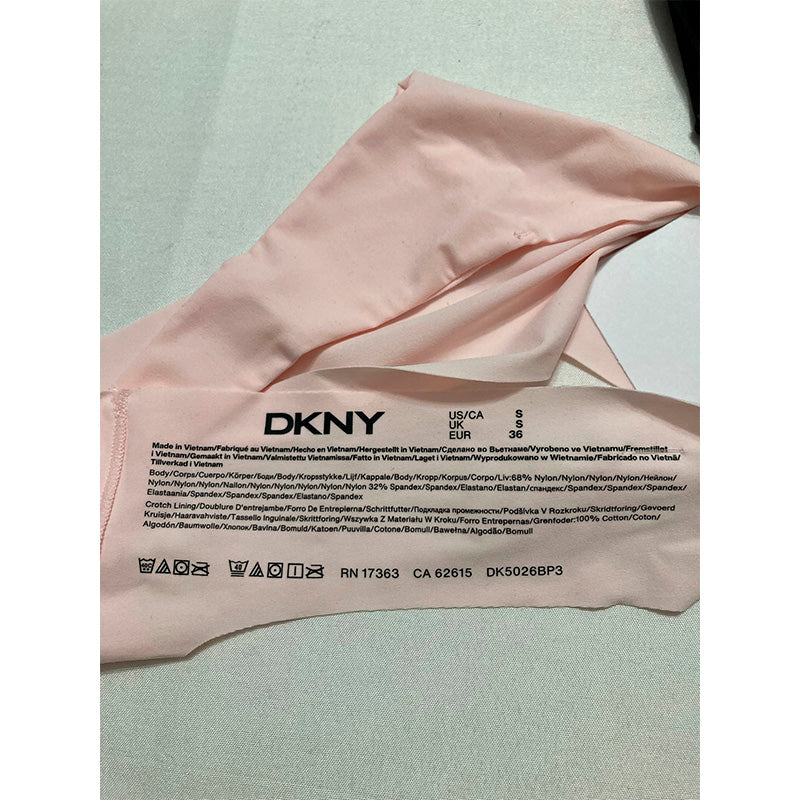 DKNY
US/CA S
UK S
EUR 36
Made in Vietnam/Fabriqué au Vietnam/Hecho en Vietnam/Hergestellt in Vietnam/Сделано во Вьетнаме/Vyrobeno ve Vietnamu/Fremstillet
i Vietnam/Gemaakt in Vietnam/Valmistettu Vietnamissa/Fatto in Vietnam/Laget i Vietnam/Wyprodukowano w Wietnamie/Fabricado no Vietnã/
Tillverkad i Vietnam
Body/Corps/Cuerpo/Körper/Боди/Body/Kropsstykke/Lijf/Kappale/Body/Kropp/Korpus/Corpo/Liv:68% Nylon/Nylon/Nylon/Nylon/Нейлон/
Nylon/Nylon/Nylon/Nailon/Nylon/Nylon/Nylon/Nylon/Nylon 32% Spandex/Elastano/Elastan/спандекс/Spandex/Spandex/Spandex/
Elastaania/Spandex/Spandex/Spandex/Elastano/Spandex
Crotch Lining/Doublure D'entrejambe/Forro De Entrepierna/Schrittfutter/Подкладка промежности/Podšívka V Rozkroku/Skridtforing/Gevoerd
Kruisje/Haaravahviste/Tassello Inguinale/Skrittforing/Wszywka Z Materiału W Kroku/Forro Entrepernas/Grenfoder:100% Cotton/Coton/
Algodón/Baumwolle/Хлопок/Bavlna/Bomuld/Katoen/Puuvilla/Cotone/Bomull/Bawełna/Algodão/Bomull
RN 17363 CA 62615 DK5026BP3